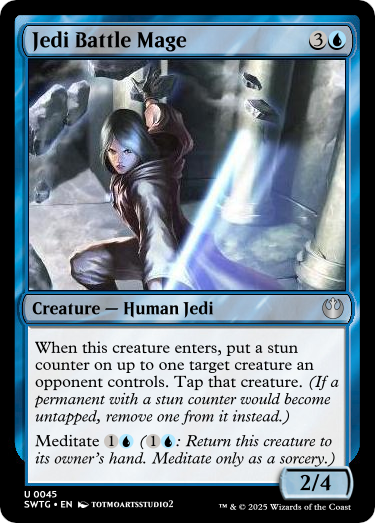 Jedi Battle Mage 3
Creature — Human Jedi
When this creature enters, put a stun
counter on up to one target creature an
opponent controls. Tap that creature. (If a
permanent with a stun counter would become
untapped, remove one from it instead.)
Meditate 1 (1: Return this creature to
its owner's hand. Meditate only as a sorcery.)
2/4
U 0045
SWTG • EN TOTMOARTSSTUDIO2
™ & © 2025 Wizards of the Coast